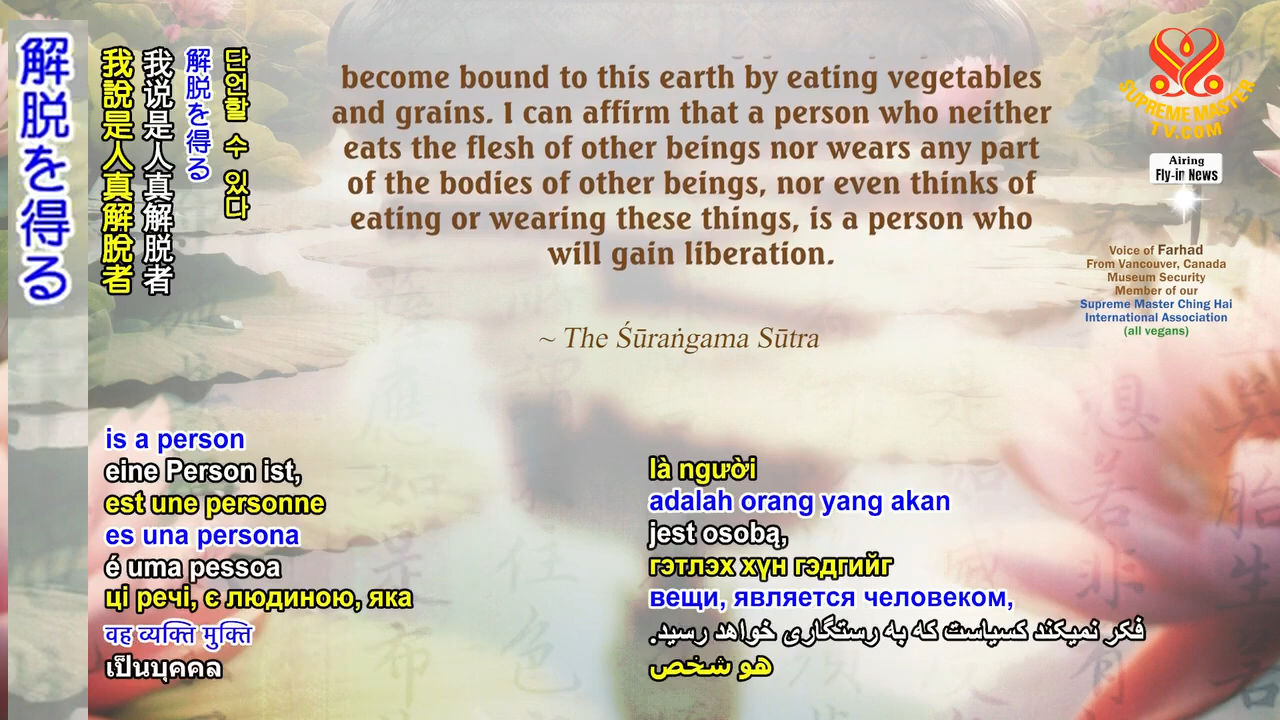 解脱を得る
我說是人真解脫者
我说是人真解脱者
解脱を得る
단언할 수 있다
become bound to this earth by eating vegetables
and grains. I can affirm that a person who neither
eats the flesh of other beings nor wears any part
of the bodies of other beings, nor even thinks of
eating or wearing these things, is a person who
will gain liberation.
~ The Śūraṅgama Sūtra
SUPREME MASTER
TV.COM
Airing
Fly-in News
Voice of Farhad
From Vancouver, Canada
Museum Security
Member of our
Supreme Master Ching Hai
International Association
(all vegans)
is a person
eine Person ist,
est une personne
es una persona
é uma pessoa
ці речі, є людиною, яка
वह व्यक्ति मुक्ति
เป็นบุคคล
là người
adalah orang yang akan
jest osobą,
гэтлэх хүн гэдгийг
вещи, является человеком,
فکر نمیکند کسیاست که به رستگاری خواهد رسید.
هو شخص